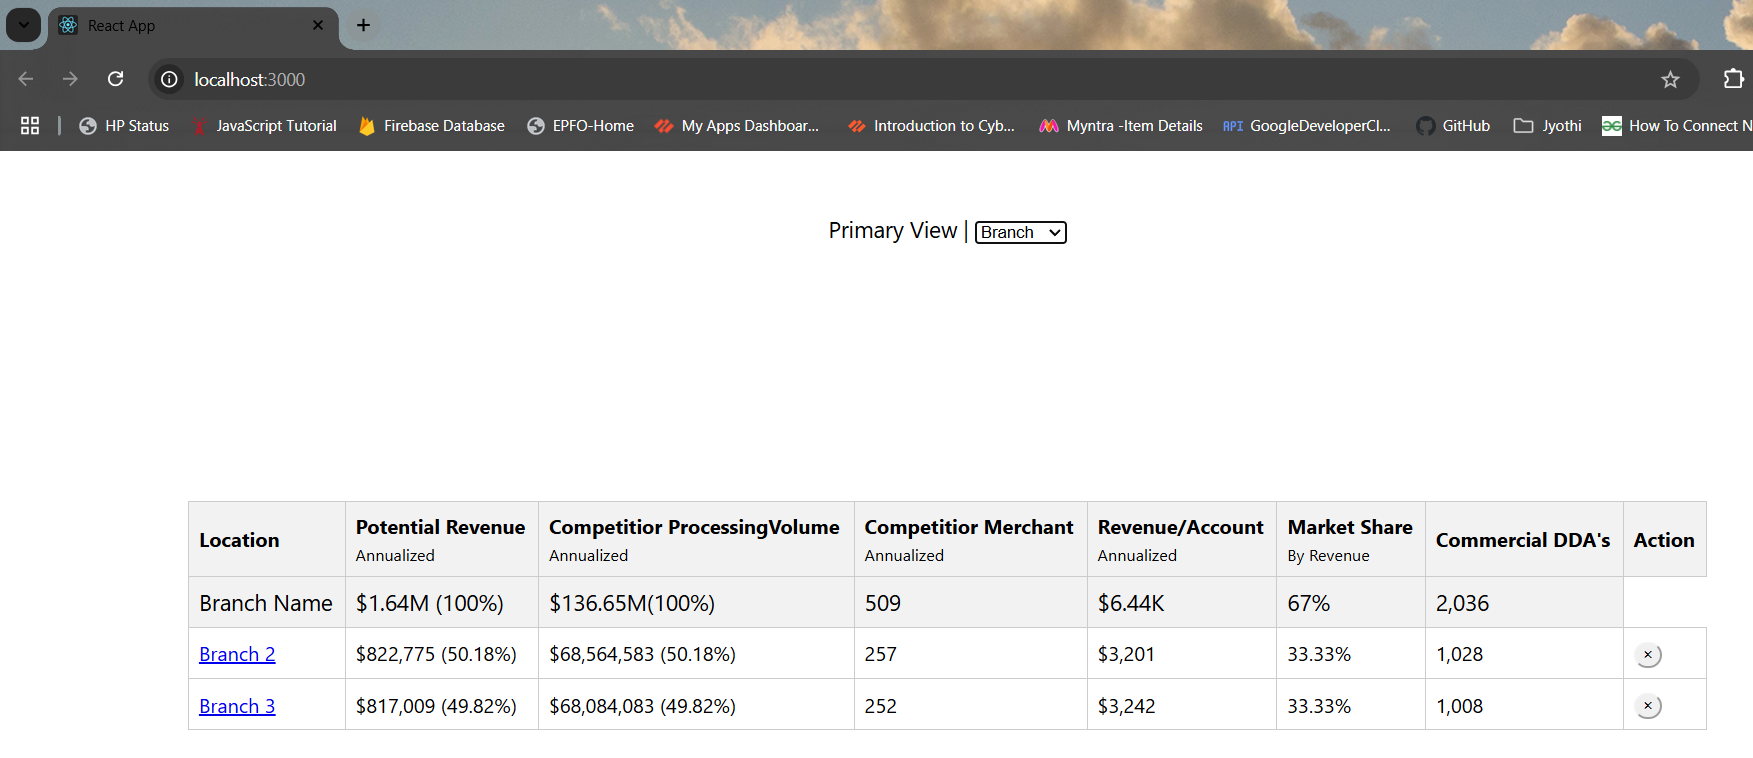 React App
localhost:3000
HP Status JavaScript Tutorial Firebase Database EPFO-Home My Apps Dashboar... Introduction to Cyb... Myntra -Item Details API GoogleDeveloperCl... GitHub Jyothi How To Connect N
Primary View | Branch
Location Potential Revenue Competitior ProcessingVolume Competitior Merchant Revenue/Account Market Share Commercial DDA's Action
Annualized Annualized Annualized Annualized By Revenue
Branch Name $1.64M (100%) $136.65M(100%) 509 $6.44K 67% 2,036
Branch 2 $822,775 (50.18%) $68,564,583 (50.18%) 257 $3,201 33.33% 1,028 ×
Branch 3 $817,009 (49.82%) $68,084,083 (49.82%) 252 $3,242 33.33% 1,008 ×